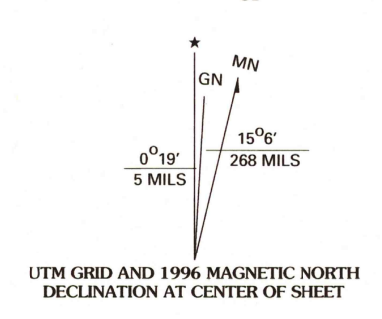 ★
MN
GN
15°6′
268 MILS
0°19′
5 MILS
UTM GRID AND 1996 MAGNETIC NORTH
DECLINATION AT CENTER OF SHEET